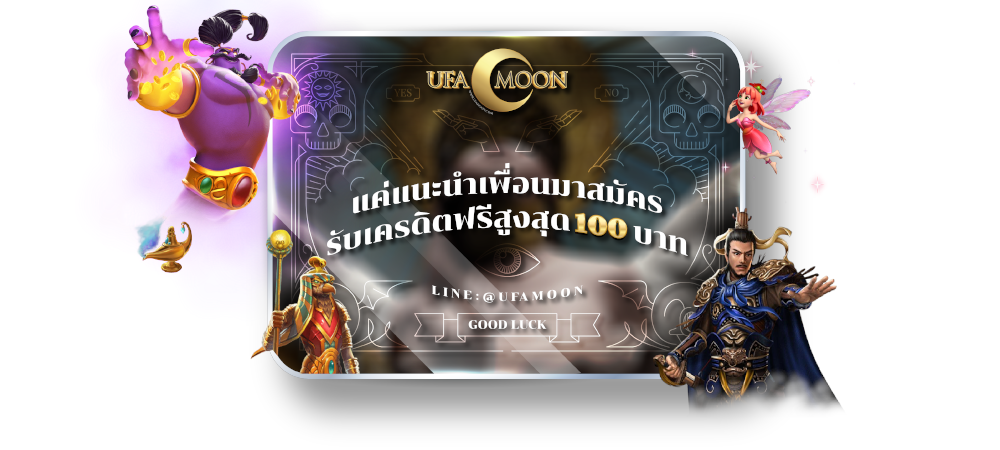 UFA MOON
YES
NO
แค่แนะนำเพื่อนมาสมัคร
รับเครดิตฟรีสูงสุด 100 บาท
LINE:@UFAMOON
GOOD LUCK